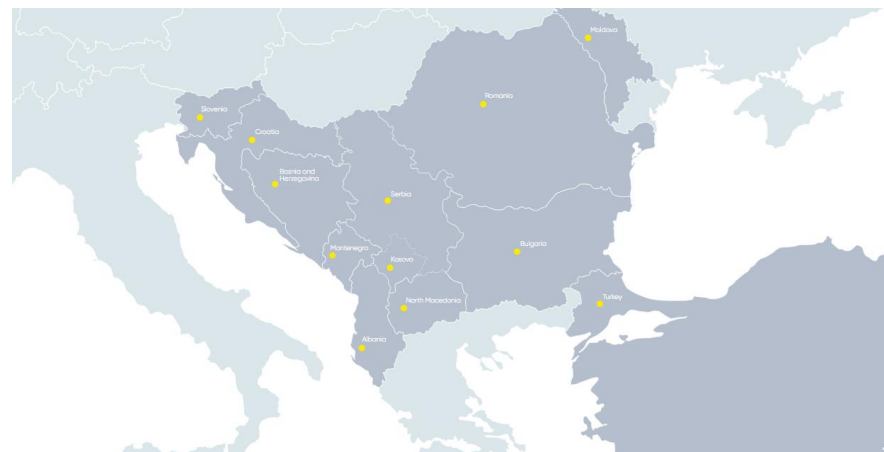 Moldova
Romania
Slovenia
Croatia
Bosnia and
Herzegovina
Serbia
Montenegro
Bulgaria
Kosovo
North Macedonia
Turkey
Albania